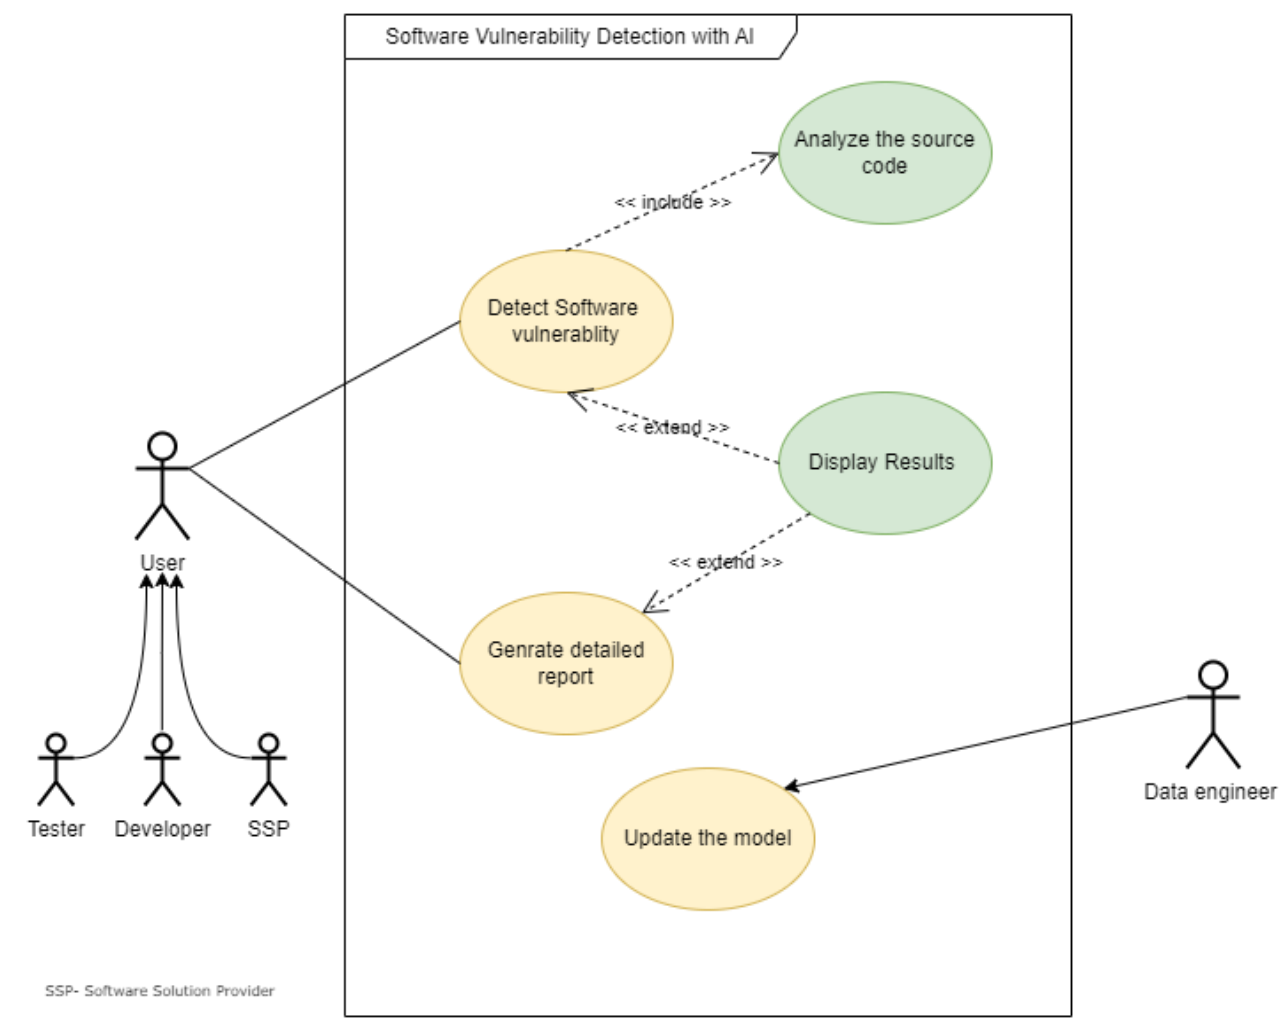 Software Vulnerability Detection with AI
Analyze the source
code
<< include >>
Detect Software
vulnerablity
<< extend >>
Display Results
User
<< extend >>
Genrate detailed
report
Data engineer
Tester
Developer
SSP
Update the model
SSP- Software Solution Provider